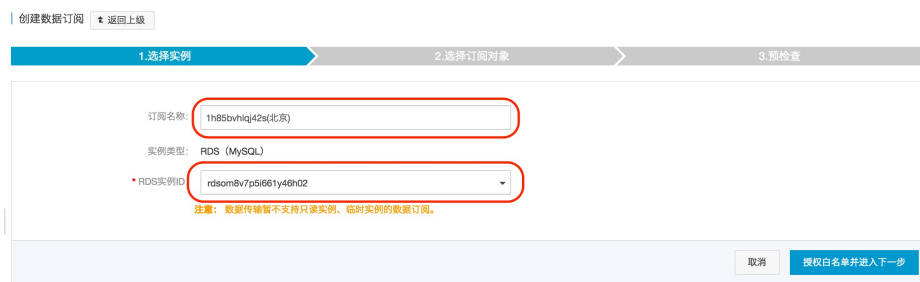 创建数据订阅 返回上级
1.选择实例 2.选择订阅对象 3.预检查
订阅名称: 1h85bvhlqj42s(北京)
实例类型: RDS（MySQL）
* RDS实例ID: rdsom8v7p5i661y46h02
注意： 数据传输暂不支持只读实例、临时实例的数据订阅。
取消 授权白名单并进入下一步